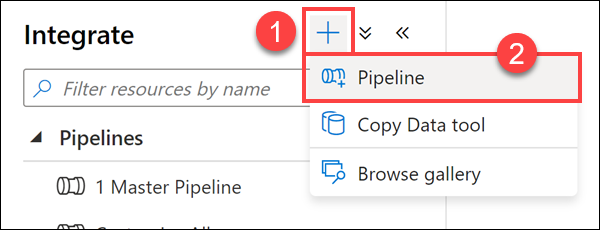 Integrate
1
2
Filter resources by name
Pipeline
Pipelines
Copy Data tool
1 Master Pipeline
Browse gallery